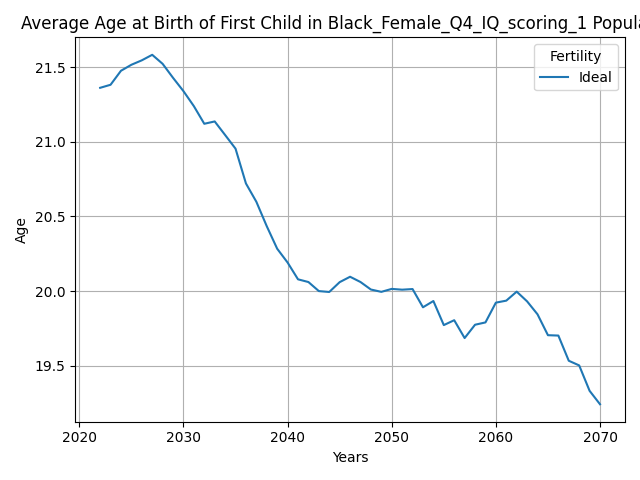 Average Age at Birth of First Child in Black_Female_Q4_IQ_scoring_1 Popula
Fertility
Ideal
21.5
21.0
20.5
20.0
19.5
Age
2020 2030 2040 2050 2060 2070
Years